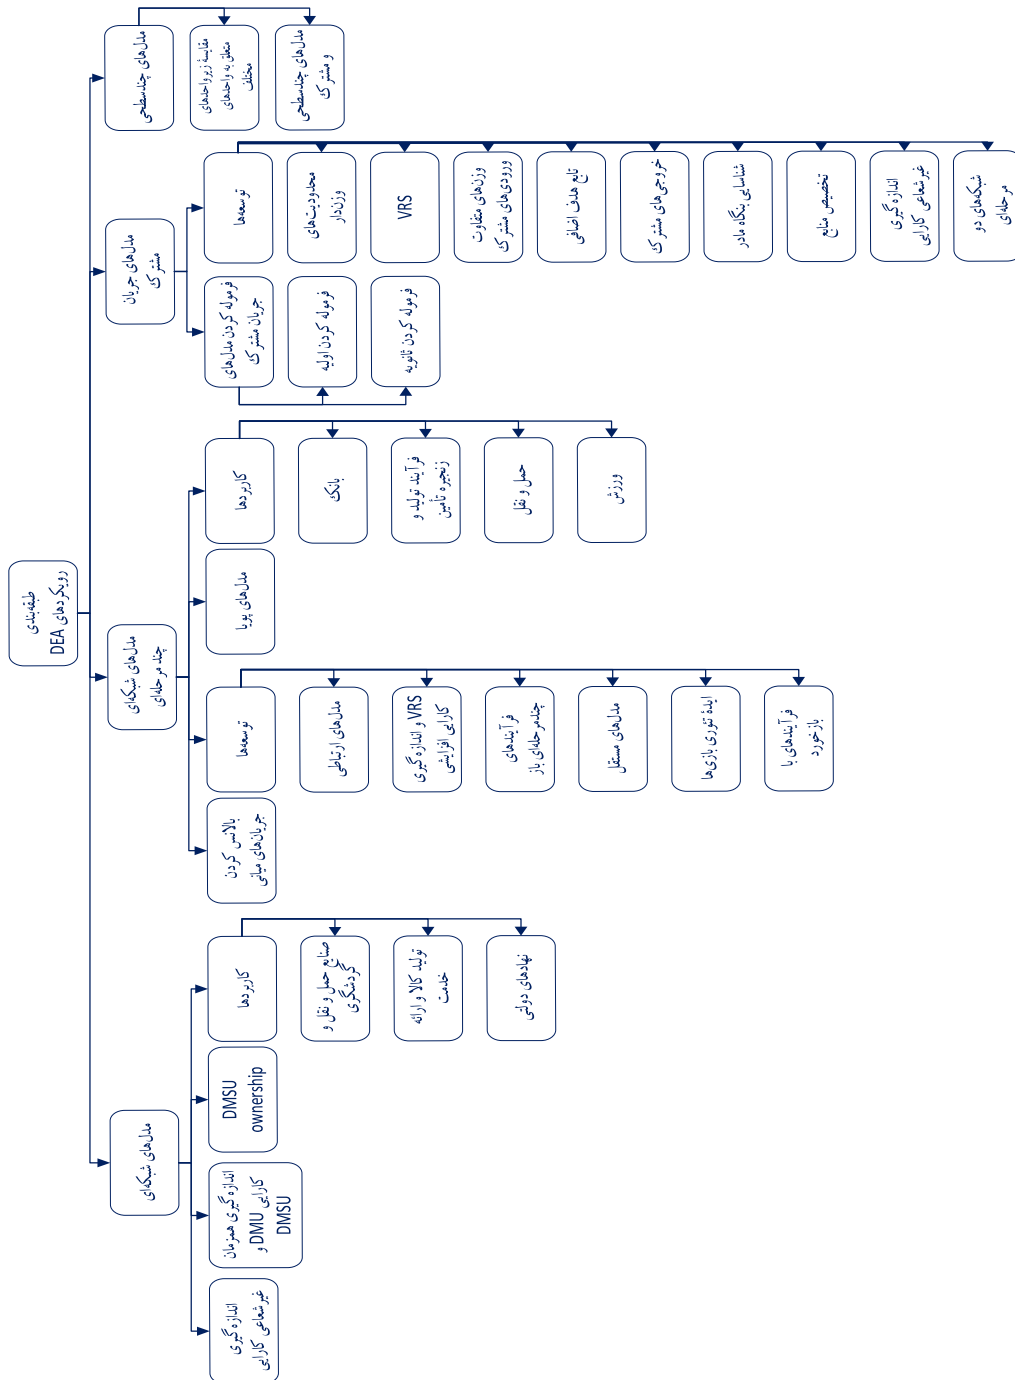 طبقه‌بندی
رویکردهای DEA
مدل‌های چندسطحی
مقایسهٔ زیرواحدهای
متعلق به واحدهای
مختلف
مدل‌های چندسطحی
و مشترک
مدل‌های جریان
مشترک
توسعه‌ها
محدودیت‌های
وزن‌دار
VRS
وزن‌های متفاوت
ورودی‌های مشترک
تابع هدف اضافی
خروجی‌های مشترک
شناسایی بنگاه مادر
تخصیص منابع
اندازه گیری
غیرشعاعی کارایی
شبکه‌های دو
مرحله‌ای
فرموله کردن مدل‌های
جریان مشترک
فرموله کردن اولیه
فرموله کردن ثانویه
مدل‌های شبکه‌ای
چند مرحله‌ای
کاربردها
بانک
فرآیند تولید و
زنجیره تأمین
حمل و نقل
ورزش
مدل‌های پویا
توسعه‌ها
مدل‌های ارتباطی
VRS و اندازه گیری
کارایی افزایشی
فرآیندهای
چندمرحله‌ای باز
مدل‌های مستقل
ایدهٔ تئوری بازی‌ها
فرآیندهای با
بازخورد
بالانس کردن
جریان‌های میانی
مدل‌های شبکه‌ای
کاربردها
صنایع حمل و نقل و
گردشگری
تولید کالا و ارائه
خدمت
نهادهای دولتی
DMSU
ownership
اندازه گیری همزمان
کارایی DMU و
DMSU
اندازه گیری
غیرشعاعی کارایی